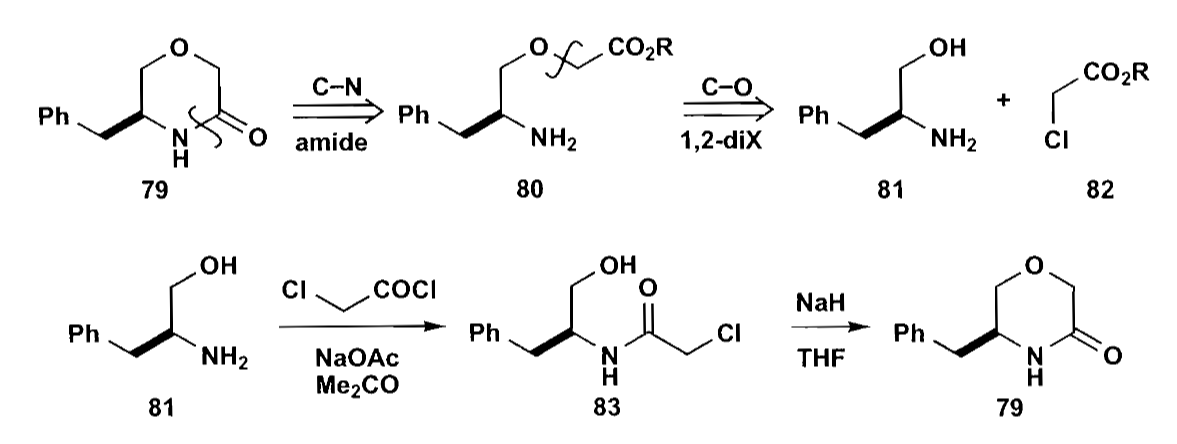 O O CO₂R OH CO₂R
C–N C–O
Ph N H O amide Ph NH₂ 1,2-diX Ph NH₂ + Cl
79 80 81 82
OH Cl COCl OH O O
Ph NH₂ NaOAc Ph N H Cl NaH Ph N H O
Me₂CO THF
81 83 79